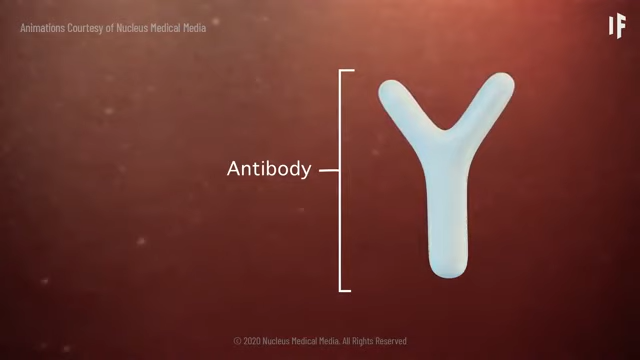 Animations Courtesy of Nucleus Medical Media
IF
Antibody
© 2020 Nucleus Medical Media, All Rights Reserved